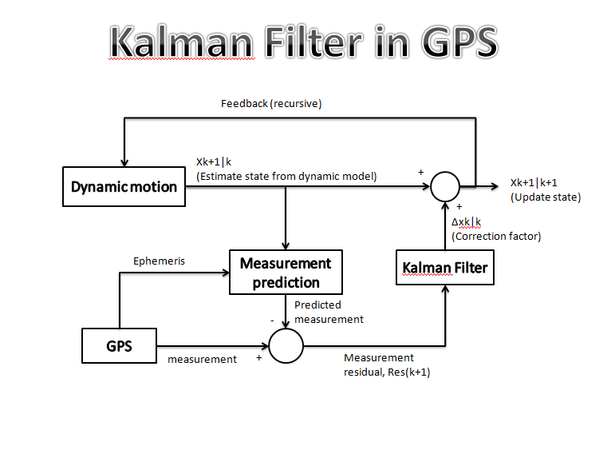 Kalman Filter in GPS
Feedback (recursive)
Xk+1|k
(Estimate state from dynamic model)
+
Dynamic motion
Xk+1|k+1
(Update state)
+
Δxk|k
(Correction factor)
Ephemeris
Measurement
prediction
Kalman Filter
Predicted
measurement
-
GPS
measurement
+
Measurement
residual, Res(k+1)